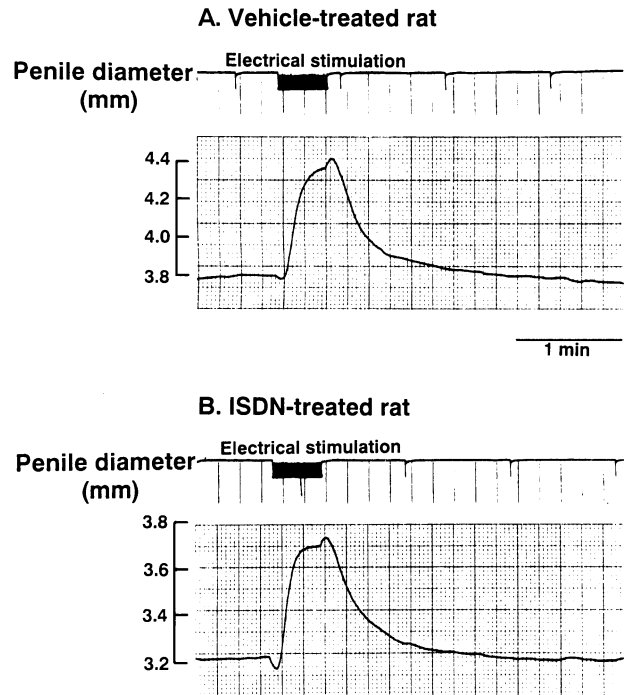 A. Vehicle-treated rat
Electrical stimulation
Penile diameter
(mm)
4.4
4.2
4.0
3.8
1 min
B. ISDN-treated rat
Electrical stimulation
Penile diameter
(mm)
3.8
3.6
3.4
3.2